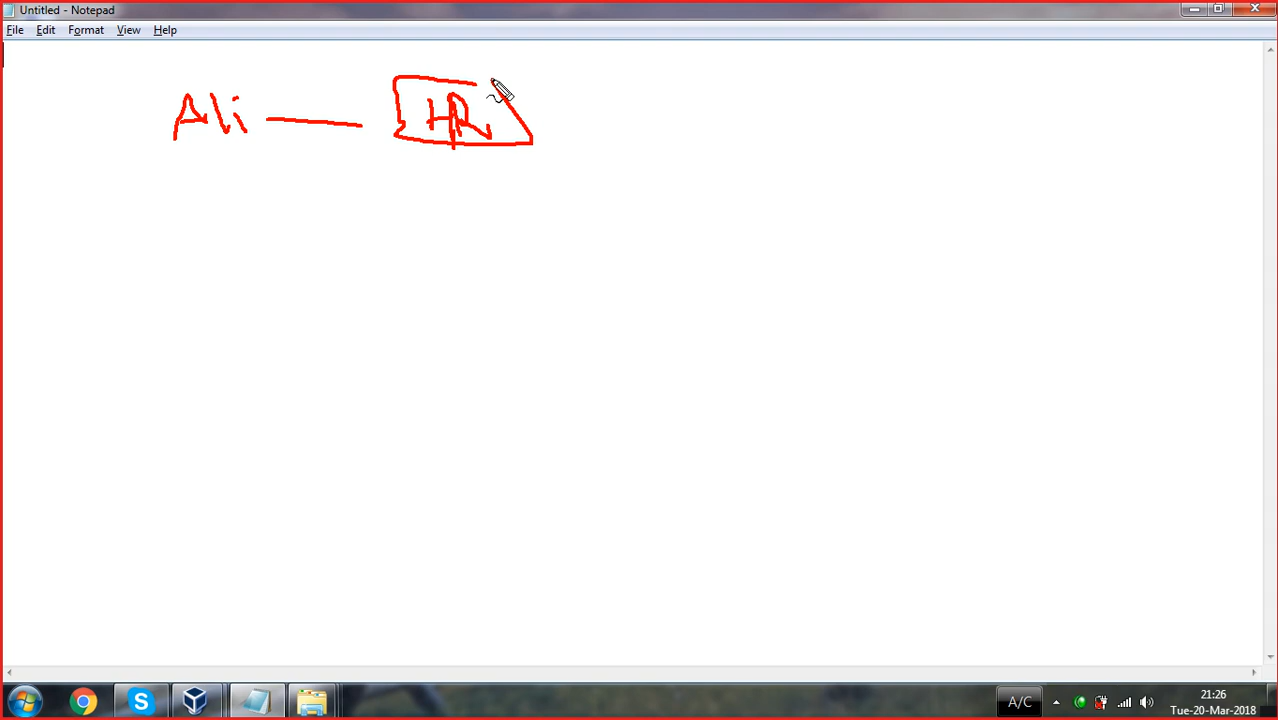 Untitled - Notepad
File Edit Format View Help
Ali HR
A/C
21:26
Tue-20-Mar-2018